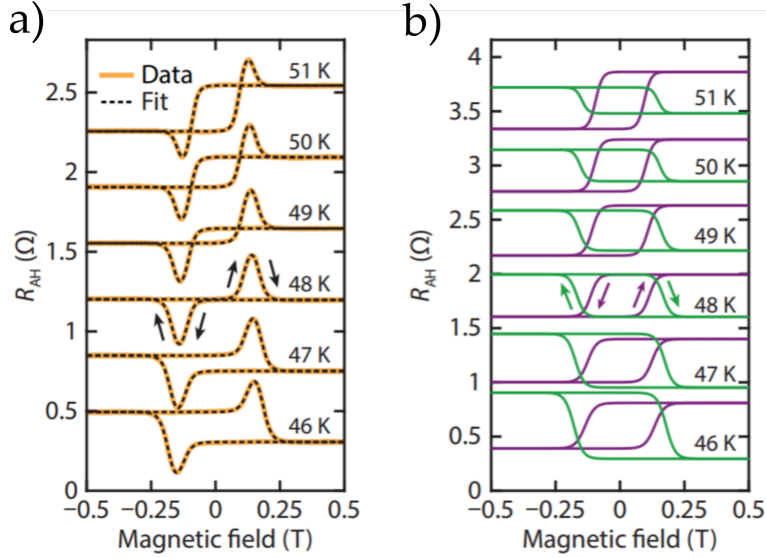 a)
Data
Fit
51 K
50 K
49 K
48 K
47 K
46 K
2.5
2
1.5
1
0.5
0
R_AH (Ω)
−0.5 −0.25 0 0.25 0.5
Magnetic field (T)
b)
51 K
50 K
49 K
48 K
47 K
46 K
4
3.5
3
2.5
2
1.5
1
0.5
0
R_AH (Ω)
−0.5 −0.25 0 0.25 0.5
Magnetic field (T)